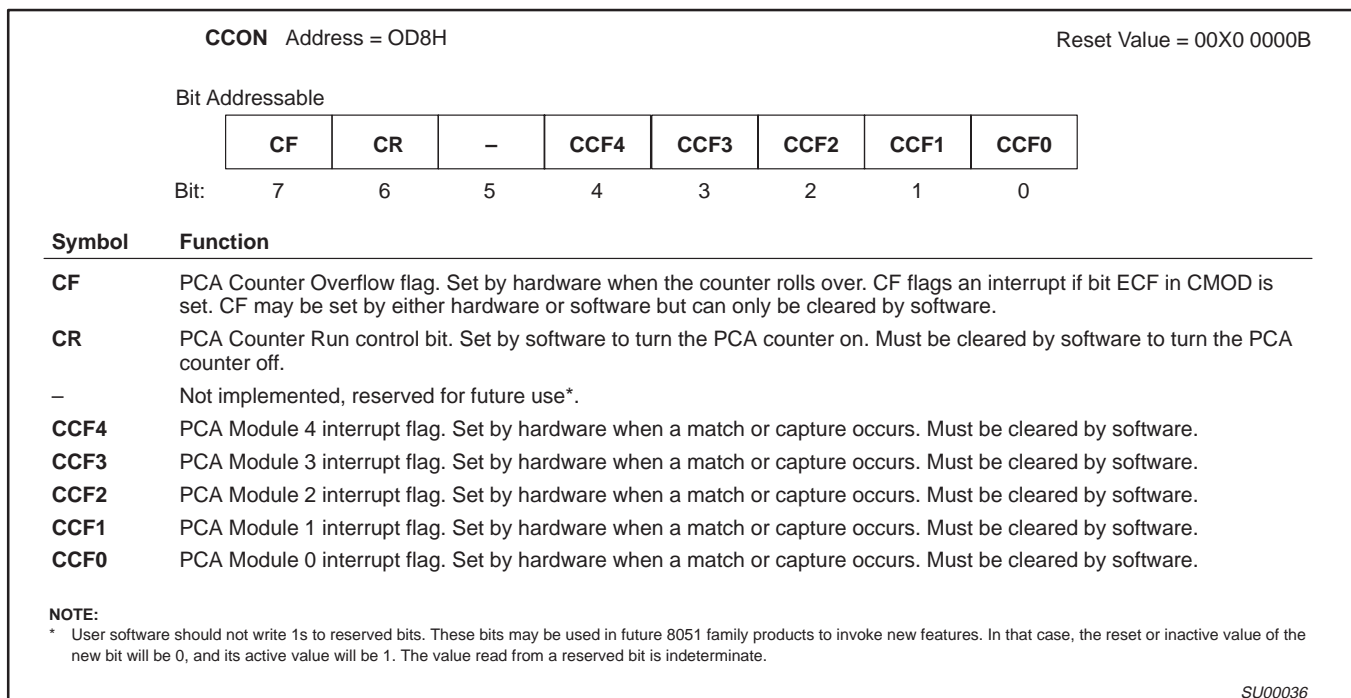 CCON Address = OD8H Reset Value = 00X0 0000B
Bit Addressable
CF CR – CCF4 CCF3 CCF2 CCF1 CCF0
Bit: 7 6 5 4 3 2 1 0
Symbol Function
CF PCA Counter Overflow flag. Set by hardware when the counter rolls over. CF flags an interrupt if bit ECF in CMOD is
set. CF may be set by either hardware or software but can only be cleared by software.
CR PCA Counter Run control bit. Set by software to turn the PCA counter on. Must be cleared by software to turn the PCA
counter off.
– Not implemented, reserved for future use*.
CCF4 PCA Module 4 interrupt flag. Set by hardware when a match or capture occurs. Must be cleared by software.
CCF3 PCA Module 3 interrupt flag. Set by hardware when a match or capture occurs. Must be cleared by software.
CCF2 PCA Module 2 interrupt flag. Set by hardware when a match or capture occurs. Must be cleared by software.
CCF1 PCA Module 1 interrupt flag. Set by hardware when a match or capture occurs. Must be cleared by software.
CCF0 PCA Module 0 interrupt flag. Set by hardware when a match or capture occurs. Must be cleared by software.
NOTE:
* User software should not write 1s to reserved bits. These bits may be used in future 8051 family products to invoke new features. In that case, the reset or inactive value of the
new bit will be 0, and its active value will be 1. The value read from a reserved bit is indeterminate.
SU00036